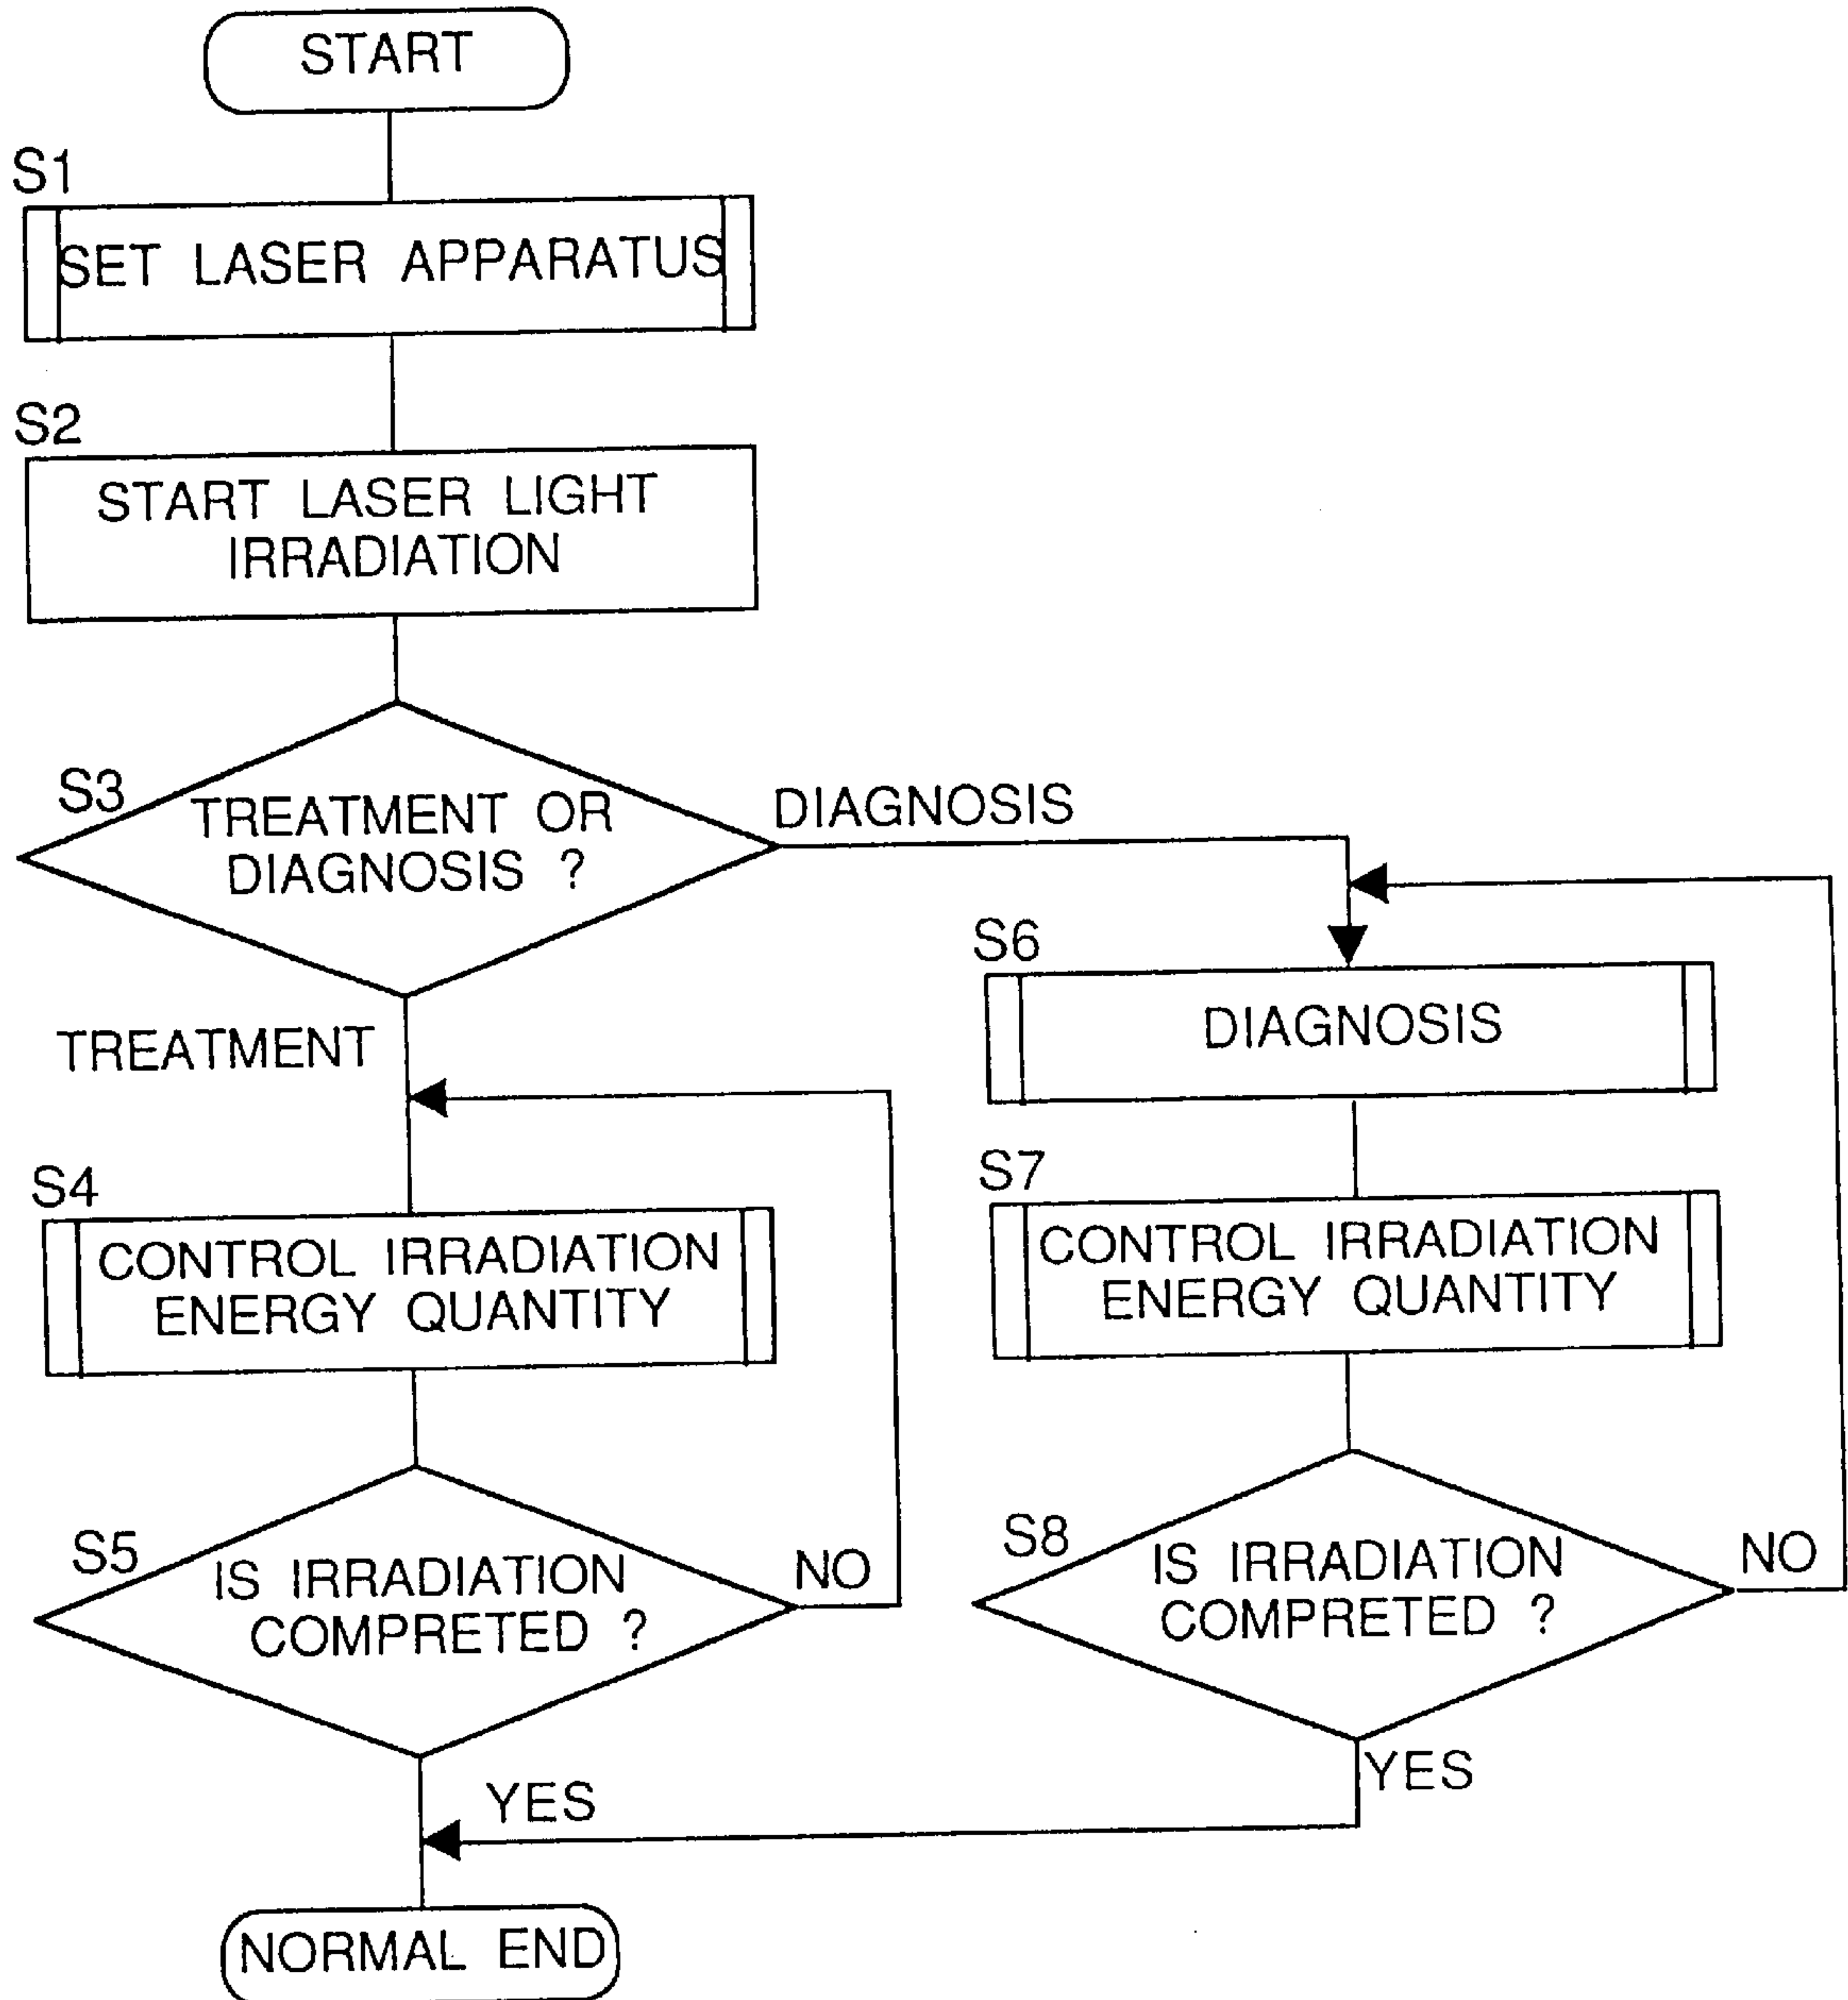 START
S1
SET LASER APPARATUS
S2
START LASER LIGHT
IRRADIATION
S3
TREATMENT OR
DIAGNOSIS ?
DIAGNOSIS
TREATMENT
S6
DIAGNOSIS
S4
CONTROL IRRADIATION
ENERGY QUANTITY
S7
CONTROL IRRADIATION
ENERGY QUANTITY
S5
IS IRRADIATION
COMPRETED ?
NO
S8
IS IRRADIATION
COMPRETED ?
NO
YES
YES
NORMAL END